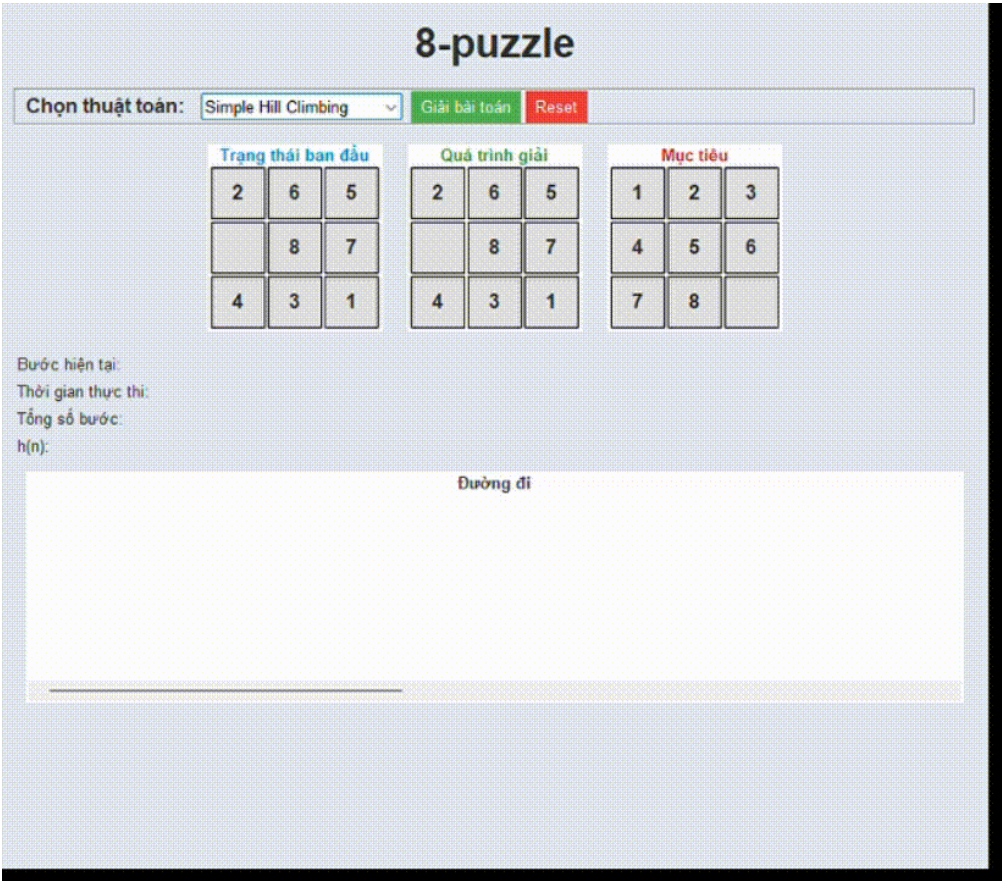 8-puzzle
Chọn thuật toán: Simple Hill Climbing Giải bài toán Reset
Trạng thái ban đầu Quá trình giải Mục tiêu
2 6 5 2 6 5 1 2 3
8 7 8 7 4 5 6
4 3 1 4 3 1 7 8
Bước hiện tại:
Thời gian thực thi:
Tổng số bước:
h(n):
Đường đi